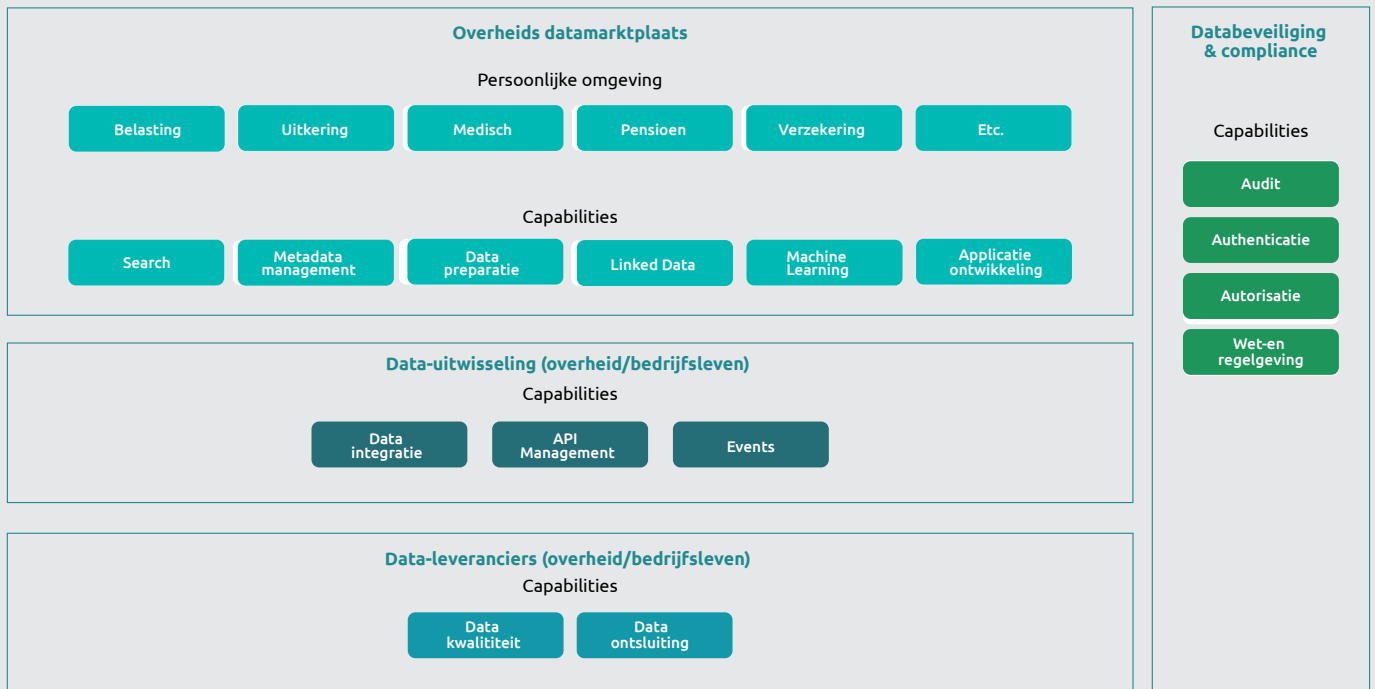 Overheids datamarktplaats
Persoonlijke omgeving
Belasting
Uitkering
Medisch
Pensioen
Verzekering
Etc.
Capabilities
Search
Metadata
management
Data
preparatie
Linked Data
Machine
Learning
Applicatie
ontwikkeling
Data-uitwisseling (overheid/bedrijfsleven)
Capabilities
Data
integratie
API
Management
Events
Data-leveranciers (overheid/bedrijfsleven)
Capabilities
Data
kwalititeit
Data
ontsluiting
Databeveiliging
& compliance
Capabilities
Audit
Authenticatie
Autorisatie
Wet-en
regelgeving